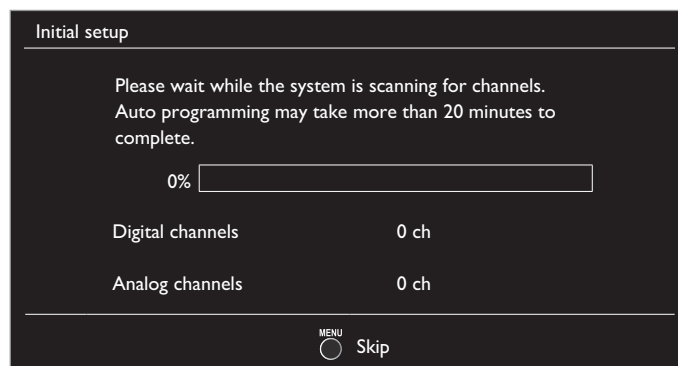 Initial setup
Please wait while the system is scanning for channels.
Auto programming may take more than 20 minutes to
complete.
0%
Digital channels 0 ch
Analog channels 0 ch
MENU
Skip